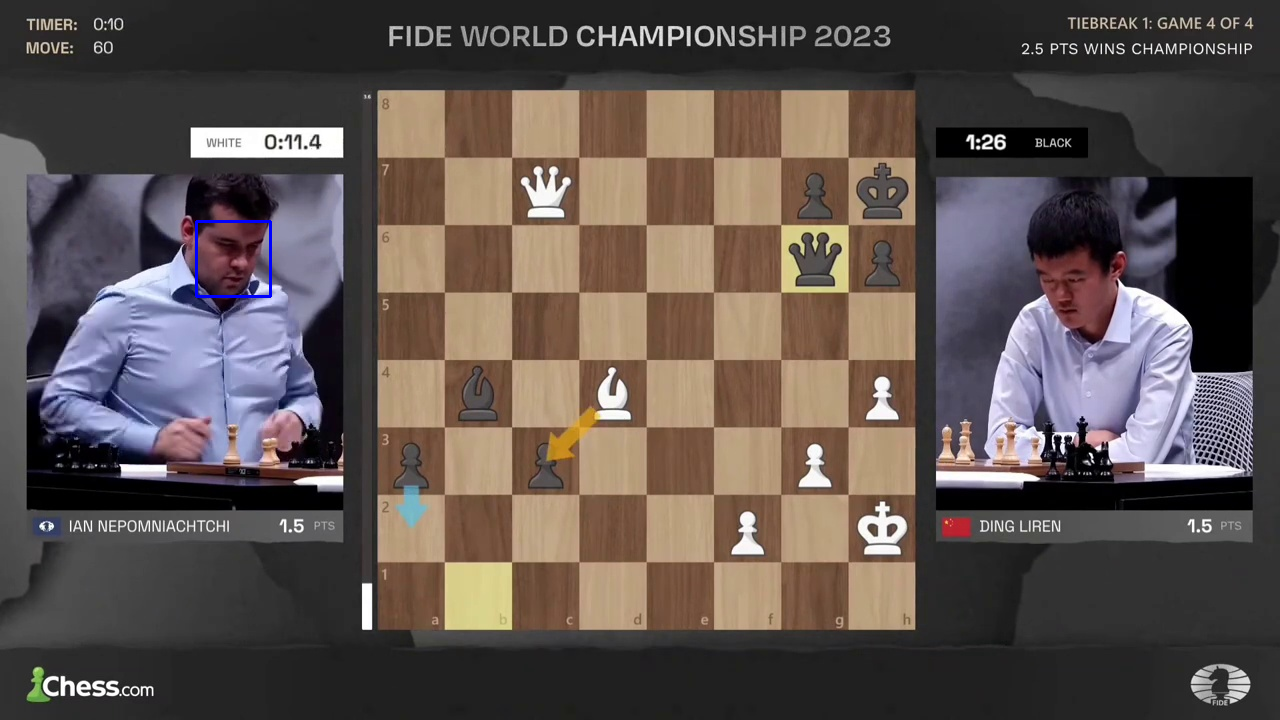 TIMER: 0:10
MOVE: 60
FIDE WORLD CHAMPIONSHIP 2023
TIEBREAK 1: GAME 4 OF 4
2.5 PTS WINS CHAMPIONSHIP
WHITE 0:11.4
1:26 BLACK
8
7
6
5
4
3
2
1
a b c d e f g h
IAN NEPOMNIACHTCHI 1.5 PTS
DING LIREN 1.5 PTS
Chess.com
FIDE